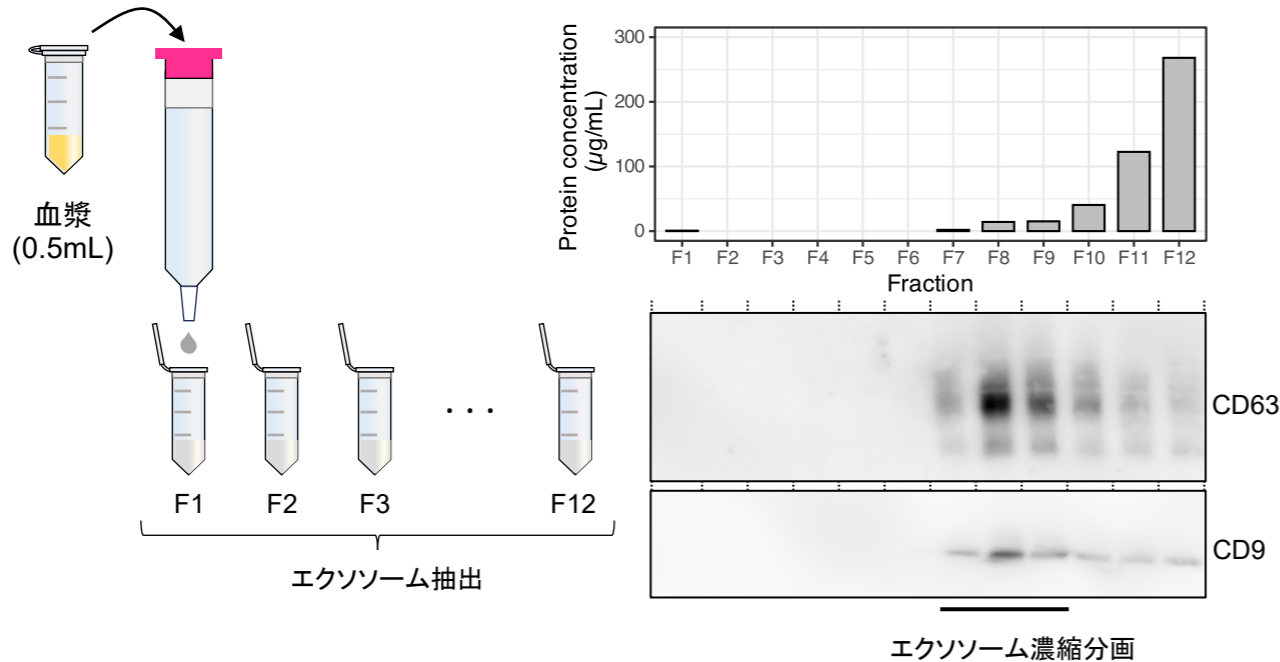 血漿
(0.5mL)
F1
F2
F3
· · ·
F12
エクソソーム抽出
Protein concentration
(µg/mL)
300
200
100
0
F1 F2 F3 F4 F5 F6 F7 F8 F9 F10 F11 F12
Fraction
CD63
CD9
エクソソーム濃縮分画